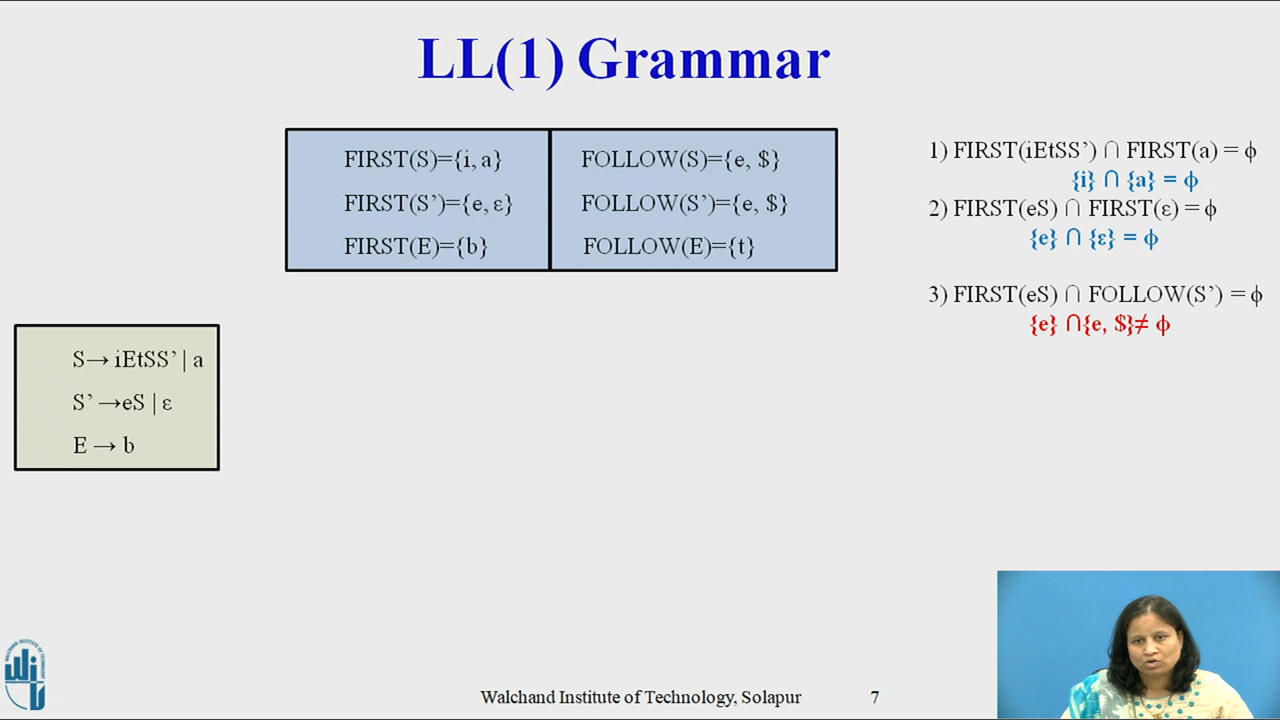 LL(1) Grammar
FIRST(S)={i, a}
FIRST(S’)={e, ε}
FIRST(E)={b}
FOLLOW(S)={e, $}
FOLLOW(S’)={e, $}
FOLLOW(E)={t}
1) FIRST(iEtSS’) ∩ FIRST(a) = ϕ
{i} ∩ {a} = ϕ
2) FIRST(eS) ∩ FIRST(ε) = ϕ
{e} ∩ {ε} = ϕ
3) FIRST(eS) ∩ FOLLOW(S’) = ϕ
{e} ∩{e, $}≠ ϕ
S→ iEtSS’ | a
S’ →eS | ε
E → b
Walchand Institute of Technology, Solapur
7